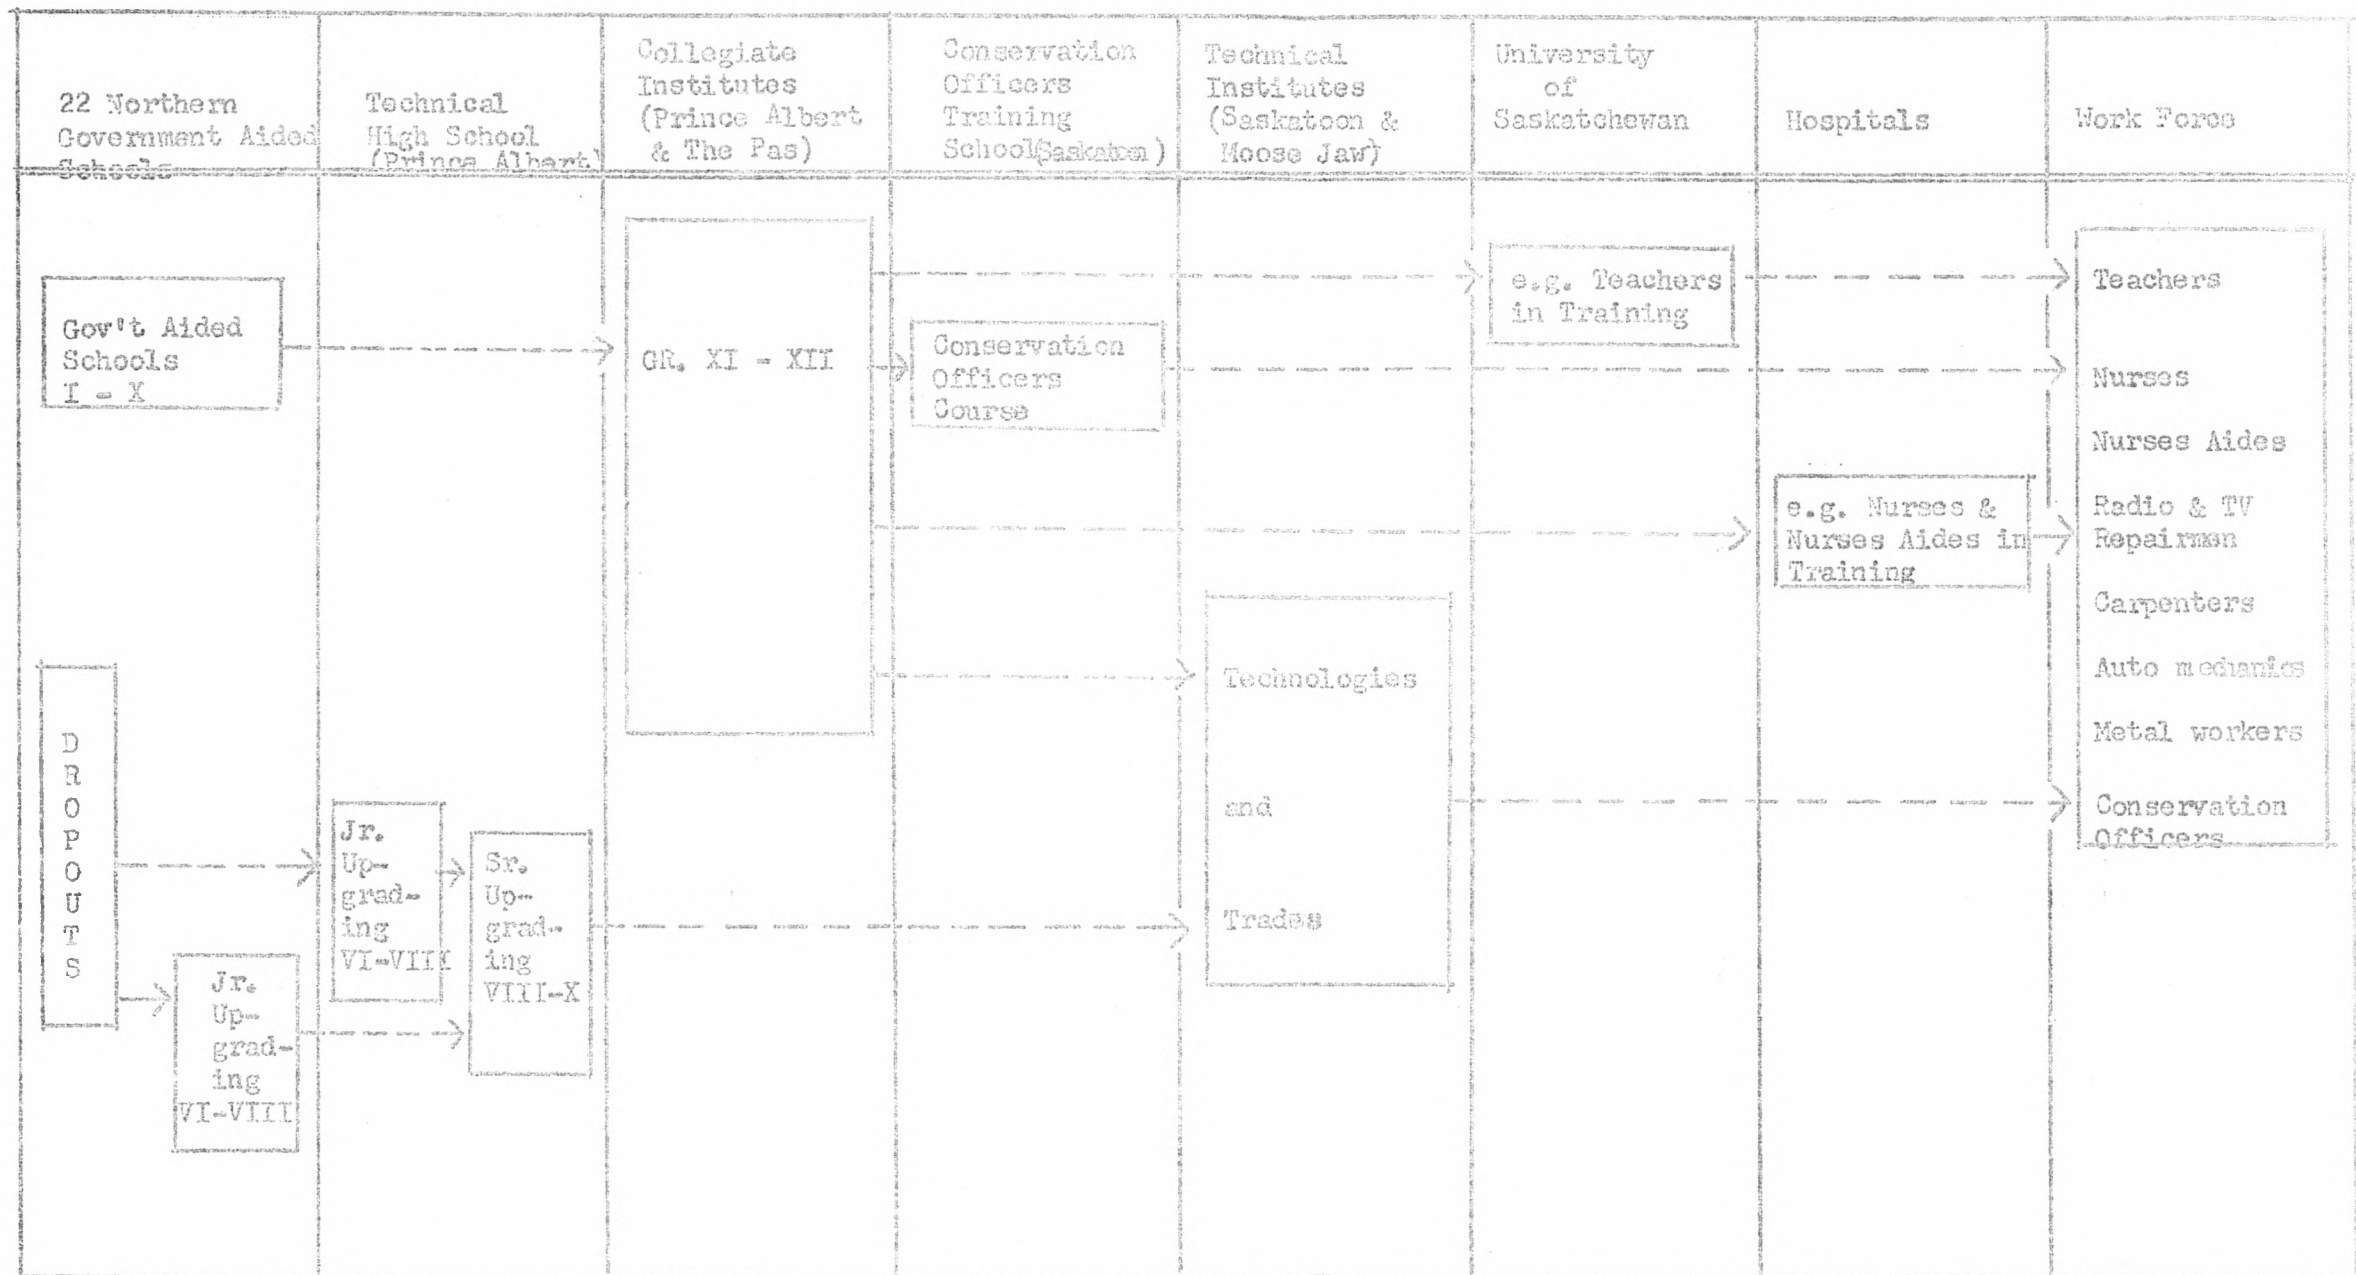 22 Northern
Government Aided
Schools
Technical
High School
(Prince Albert)
Collegiate
Institutes
(Prince Albert
& The Pas)
Conservation
Officers
Training
School(Saskatoon)
Technical
Institutes
(Saskatoon &
Moose Jaw)
University
of
Saskatchewan
Hospitals
Work Force
Gov't Aided
Schools
I - X
GR. XI - XII
Conservation
Officers
Course
e.g. Teachers
in Training
e.g. Nurses &
Nurses Aides in
Training
Teachers
Nurses
Nurses Aides
Radio & TV
Repairmen
Carpenters
Auto mechanics
Metal workers
Conservation
Officers
Technologies
and
Trades
D
R
O
P
O
U
T
S
Jr.
Up-
grad-
ing
VI-VIII
Jr.
Up-
grad-
ing
VI-VIII
Sr.
Up-
grad-
ing
VIII-X